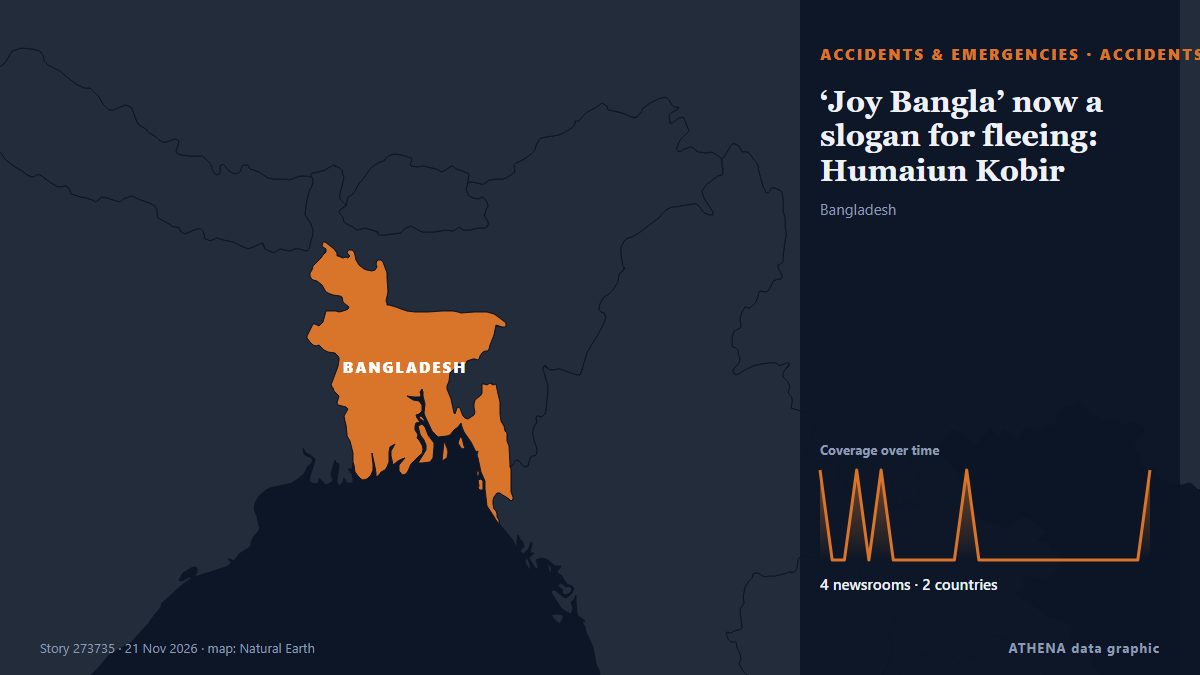 ACCIDENTS & EMERGENCIES · ACCIDENTS
‘Joy Bangla’ now a
slogan for fleeing:
Humaiun Kobir
Bangladesh
BANGLADESH
Coverage over time
4 newsrooms · 2 countries
Story 273735 · 21 Nov 2026 · map: Natural Earth
ATHENA data graphic